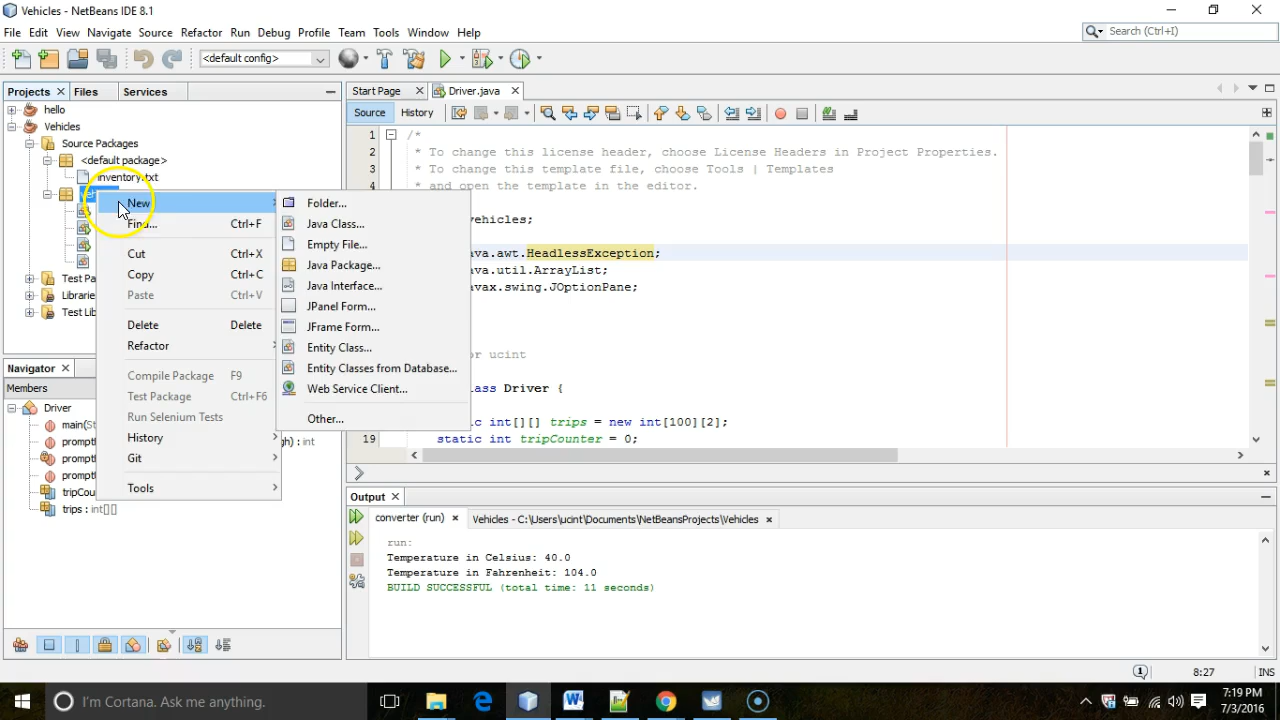 Vehicles - NetBeans IDE 8.1
File Edit View Navigate Source Refactor Run Debug Profile Team Tools Window Help
Search (Ctrl+I)
<default config>
Projects Files Services
hello
Vehicles
Source Packages
<default package>
inventory.txt
Test Pa
Librarie
Test Lib
New
Find... Ctrl+F
Cut Ctrl+X
Copy Ctrl+C
Paste Ctrl+V
Delete Delete
Refactor
Compile Package F9
Test Package Ctrl+F6
Run Selenium Tests
History
Git
Tools
Folder...
Java Class...
Empty File...
Java Package...
Java Interface...
JPanel Form...
JFrame Form...
Entity Class...
Entity Classes from Database...
Web Service Client...
Other...
Navigator
Members
Driver
main(S
prompt
prompt gh) : int
prompt
tripCou
trips : int[][]
Start Page Driver.java
Source History
1 /*
2 * To change this license header, choose License Headers in Project Properties.
3 * To change this template file, choose Tools | Templates
4 * and open the template in the editor.
vehicles;
ava.awt.HeadlessException;
ava.util.ArrayList;
avax.swing.JOptionPane;
or ucint
lass Driver {
ic int[][] trips = new int[100][2];
19 static int tripCounter = 0;
Output
converter (run) Vehicles - C:\Users\ucint\Documents\NetBeansProjects\Vehicles
run:
Temperature in Celsius: 40.0
Temperature in Fahrenheit: 104.0
BUILD SUCCESSFUL (total time: 11 seconds)
8:27 INS
I'm Cortana. Ask me anything.
7:19 PM
7/3/2016